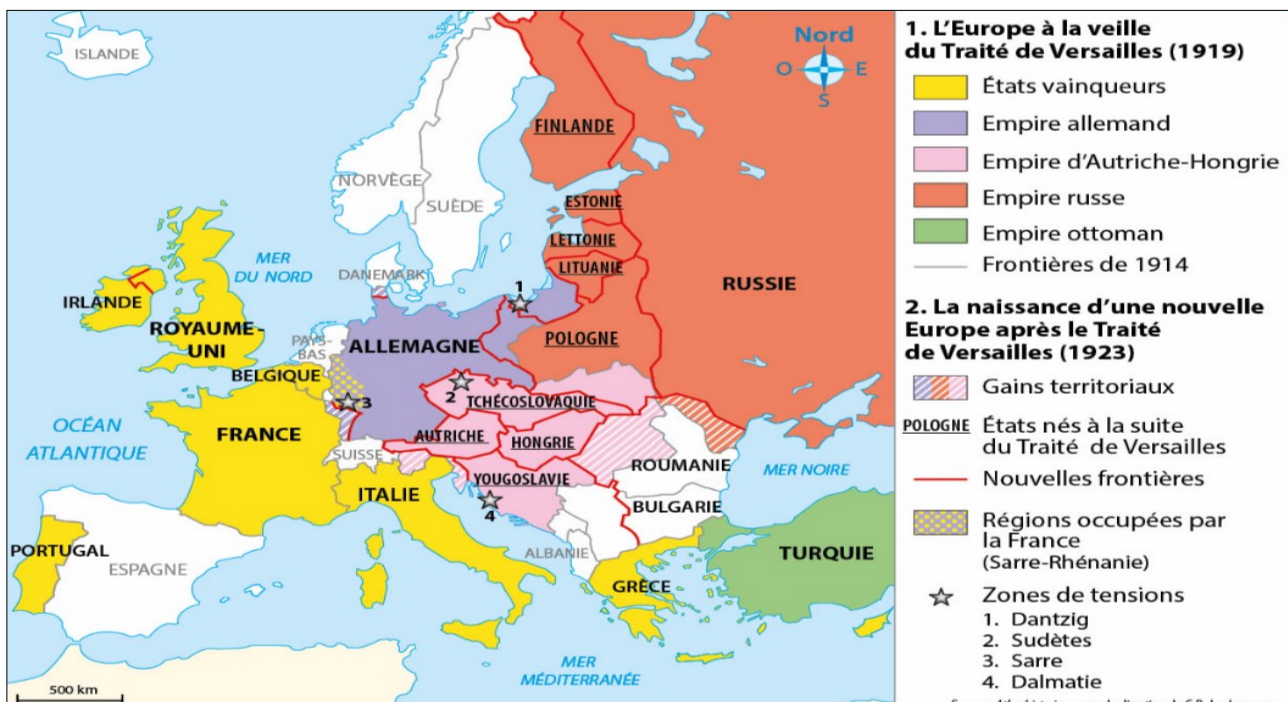 ISLANDE
Nord
O
E
S
FINLANDE
NORVÈGE
SUÈDE
ESTONIE
MER
DU NORD
LETTONIE
DANEMARK
LITUANIE
RUSSIE
1
IRLANDE
ROYAUME-
UNI
PAYS-
BAS
ALLEMAGNE
POLOGNE
BELGIQUE
2
TCHÉCOSLOVAQUIE
3
OCÉAN
ATLANTIQUE
FRANCE
AUTRICHE
HONGRIE
SUISSE
ROUMANIE
MER NOIRE
ITALIE
YOUGOSLAVIE
4
BULGARIE
PORTUGAL
ESPAGNE
ALBANIE
TURQUIE
GRÈCE
MER
MÉDITERRANÉE
500 km
1. L’Europe à la veille
du Traité de Versailles (1919)
États vainqueurs
Empire allemand
Empire d’Autriche-Hongrie
Empire russe
Empire ottoman
Frontières de 1914
2. La naissance d’une nouvelle
Europe après le Traité
de Versailles (1923)
Gains territoriaux
POLOGNE États nés à la suite
du Traité de Versailles
Nouvelles frontières
Régions occupées par
la France
(Sarre-Rhénanie)
Zones de tensions
1. Dantzig
2. Sudètes
3. Sarre
4. Dalmatie